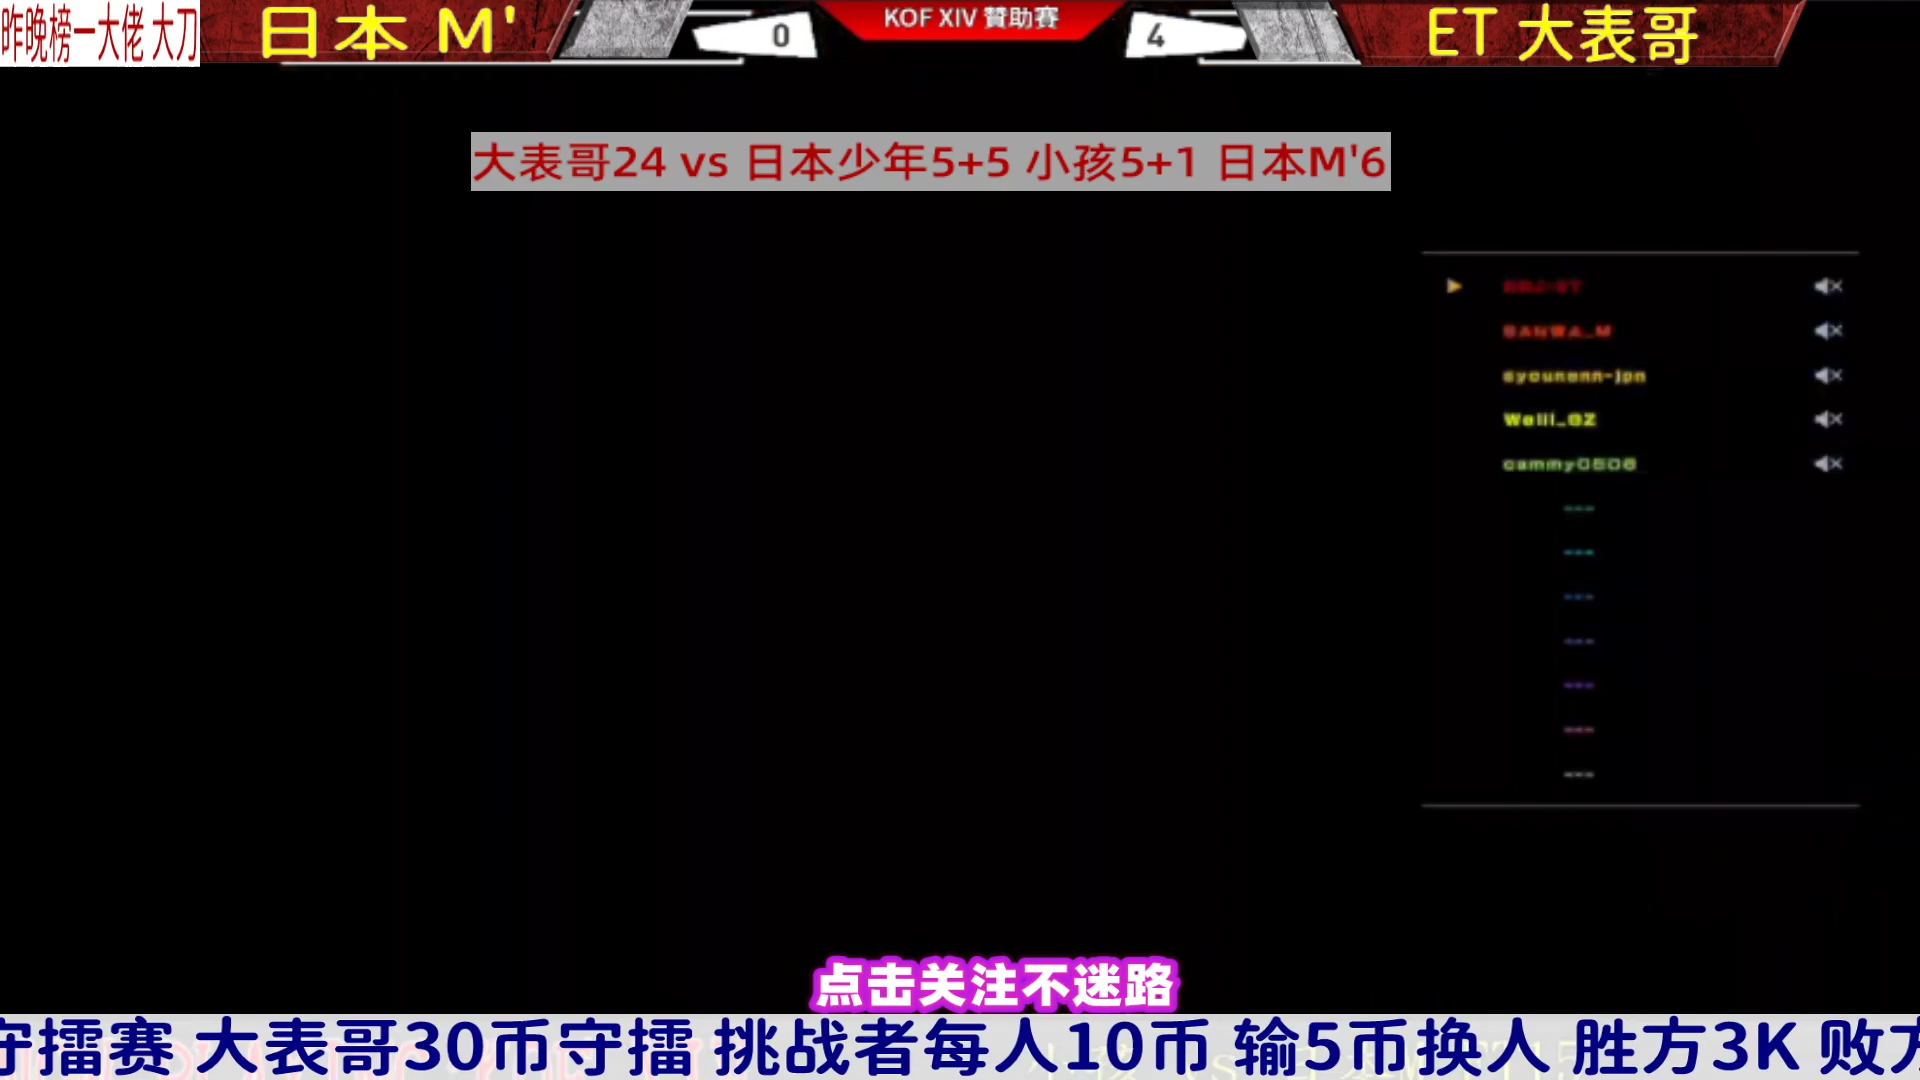 昨晚榜一大佬 大刀
日本 M'
0
KOF XIV 贊助賽
4
ET 大表哥
大表哥24 vs 日本少年5+5 小孩5+1 日本M'6
SANWA_M
syounenn-jpn
cammy0506
---
---
---
---
---
---
---
点击关注不迷路
守擂赛 大表哥30币守擂 挑战者每人10币 输5币换人 胜方3K 败方